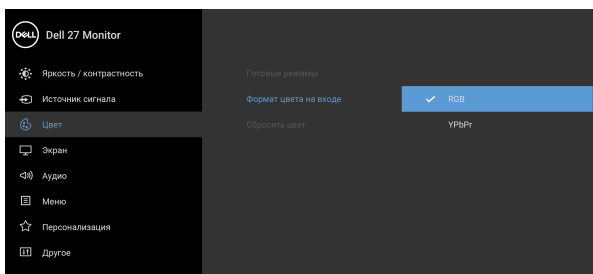 DELL Dell 27 Monitor
Яркость / контрастность Готовые режимы
Источник сигнала Формат цвета на входе RGB
Цвет Сбросить цвет YPbPr
Экран
Аудио
Меню
Персонализация
Другое